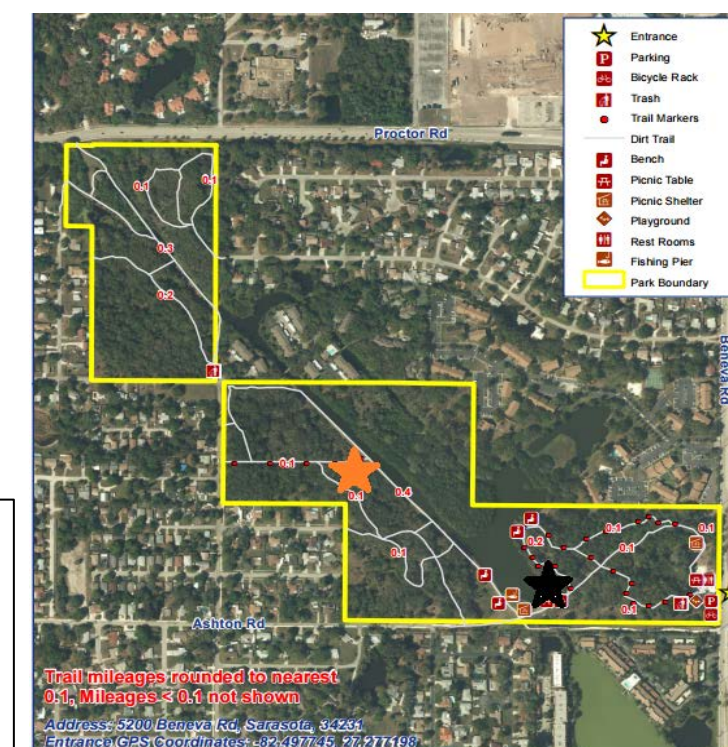 Entrance
P
Parking
Bicycle Rack
Trash
Trail Markers
Dirt Trail
Bench
Picnic Table
Picnic Shelter
Playground
Rest Rooms
Fishing Pier
Park Boundary
Proctor Rd
Beneva Rd
0.1
0.1
0.3
0.2
0.1
0.1
0.4
0.1
0.2
0.1
0.1
0.1
0.1
P
Ashton Rd
Trail mileages rounded to nearest
0.1, Mileages < 0.1 not shown
Address: 5200 Beneva Rd, Sarasota, 34231
Entrance GPS Coordinates: -82.497745, 27.277198